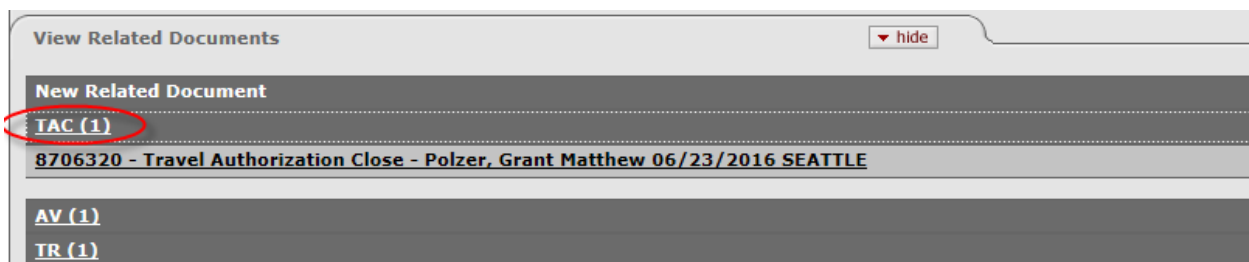 View Related Documents
hide
New Related Document
TAC (1)
8706320 - Travel Authorization Close - Polzer, Grant Matthew 06/23/2016 SEATTLE
AV (1)
TR (1)